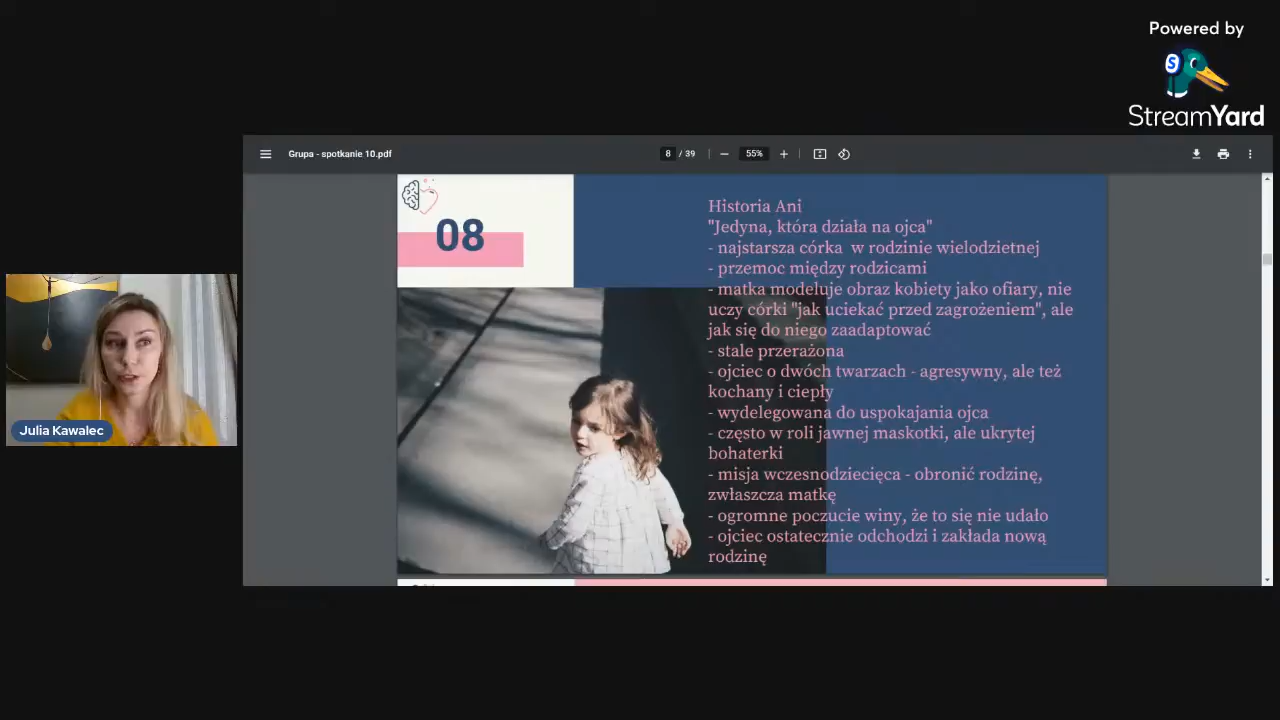 Powered by
S
StreamYard
Grupa - spotkanie 10.pdf
8 / 39
55%
08
Historia Ani
"Jedyna, która działa na ojca"
- najstarsza córka w rodzinie wielodzietnej
- przemoc między rodzicami
- matka modeluje obraz kobiety jako ofiary, nie
uczy córki "jak uciekać przed zagrożeniem", ale
jak się do niego zaadaptować
- stale przerażona
- ojciec o dwóch twarzach - agresywny, ale też
kochany i ciepły
- wydelegowana do uspokajania ojca
- często w roli jawnej maskotki, ale ukrytej
bohaterki
- misja wczesnodziecięca - obronić rodzinę,
zwłaszcza matkę
- ogromne poczucie winy, że to się nie udało
- ojciec ostatecznie odchodzi i zakłada nową
rodzinę
Julia Kawalec